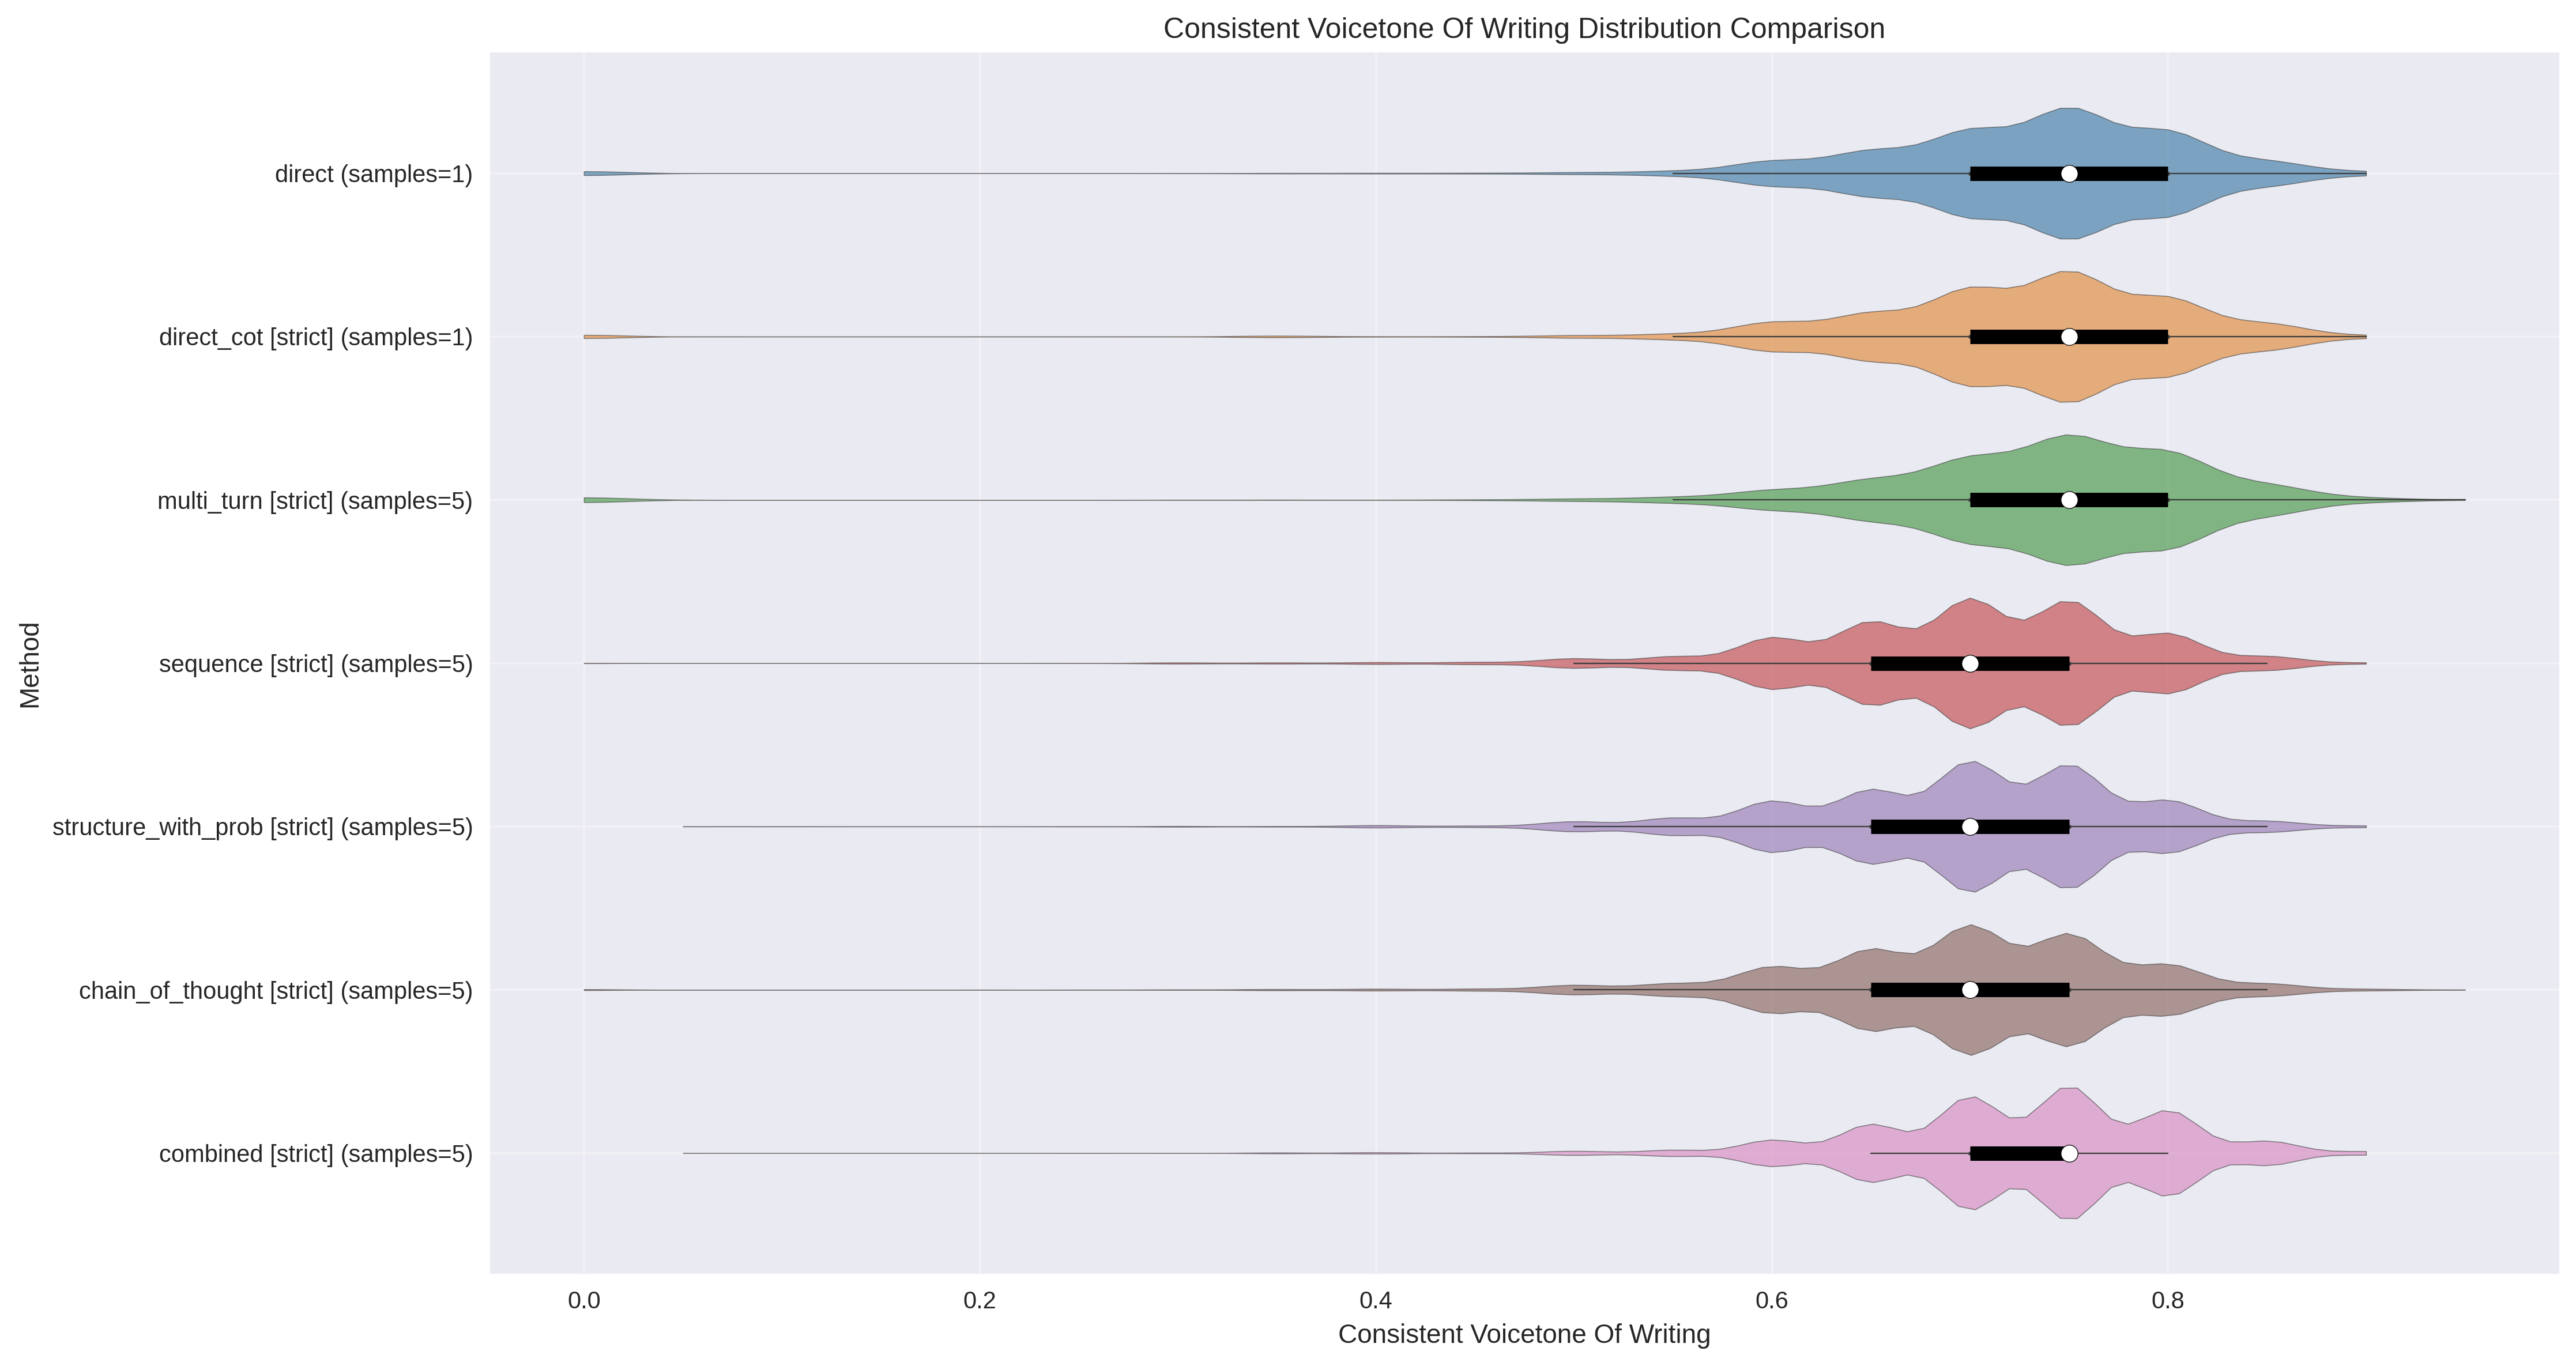 Consistent Voicetone Of Writing Distribution Comparison
direct (samples=1)
direct_cot [strict] (samples=1)
multi_turn [strict] (samples=5)
sequence [strict] (samples=5)
structure_with_prob [strict] (samples=5)
chain_of_thought [strict] (samples=5)
combined [strict] (samples=5)
Method
0.0 0.2 0.4 0.6 0.8
Consistent Voicetone Of Writing